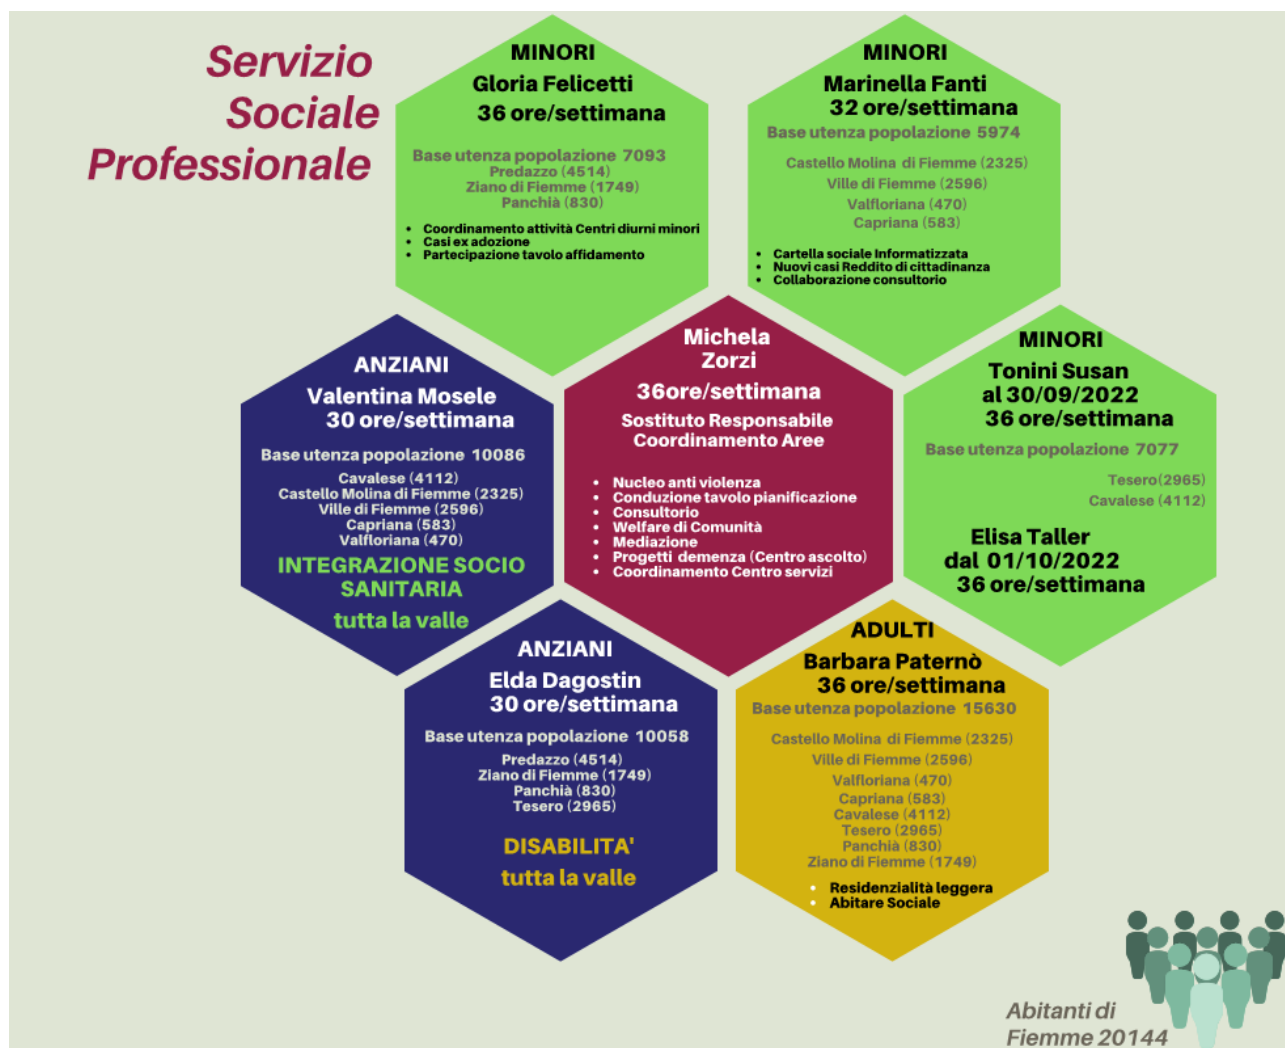 Servizio
Sociale
Professionale
MINORI
Gloria Felicetti
36 ore/settimana
Base utenza popolazione 7093
Predazzo (4514)
Ziano di Fiemme (1749)
Panchià (830)
• Coordinamento attività Centri diurni minori
• Casi ex adozione
• Partecipazione tavolo affidamento
MINORI
Marinella Fanti
32 ore/settimana
Base utenza popolazione 5974
Castello Molina di Fiemme (2325)
Ville di Fiemme (2596)
Valfloriana (470)
Capriana (583)
• Cartella sociale Informatizzata
• Nuovi casi Reddito di cittadinanza
• Collaborazione consultorio
ANZIANI
Valentina Mosele
30 ore/settimana
Base utenza popolazione 10086
Cavalese (4112)
Castello Molina di Fiemme (2325)
Ville di Fiemme (2596)
Capriana (583)
Valfloriana (470)
INTEGRAZIONE SOCIO
SANITARIA
tutta la valle
Michela
Zorzi
36ore/settimana
Sostituto Responsabile
Coordinamento Aree
• Nucleo anti violenza
• Conduzione tavolo pianificazione
• Consultorio
• Welfare di Comunità
• Mediazione
• Progetti demenza (Centro ascolto)
• Coordinamento Centro servizi
MINORI
Tonini Susan
al 30/09/2022
36 ore/settimana
Base utenza popolazione 7077
Tesero(2965)
Cavalese (4112)
Elisa Taller
dal 01/10/2022
36 ore/settimana
ANZIANI
Elda Dagostin
30 ore/settimana
Base utenza popolazione 10058
Predazzo (4514)
Ziano di Fiemme (1749)
Panchià (830)
Tesero (2965)
DISABILITA'
tutta la valle
ADULTI
Barbara Paternò
36 ore/settimana
Base utenza popolazione 15630
Castello Molina di Fiemme (2325)
Ville di Fiemme (2596)
Valfloriana (470)
Capriana (583)
Cavalese (4112)
Tesero (2965)
Panchià (830)
Ziano di Fiemme (1749)
• Residenzialità leggera
• Abitare Sociale
Abitanti di
Fiemme 20144